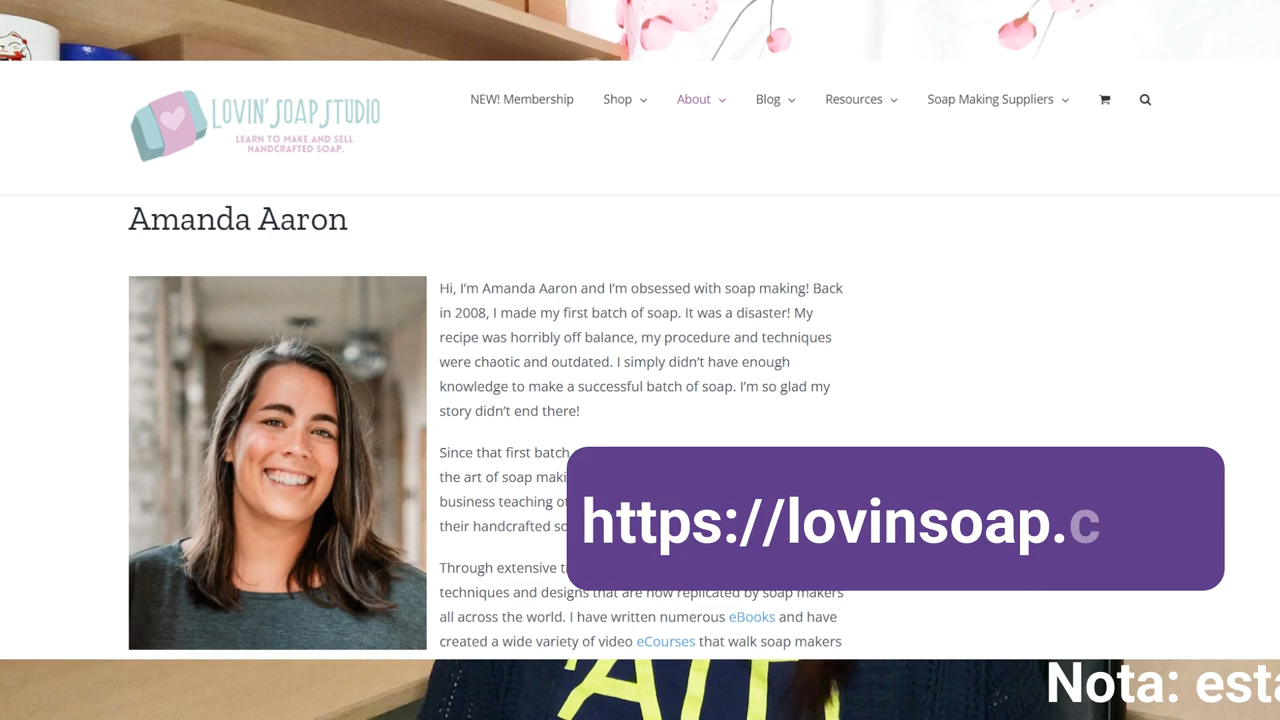 LOVIN' SOAP STUDIO
LEARN TO MAKE AND SELL
HANDCRAFTED SOAP.
NEW! Membership Shop About Blog Resources Soap Making Suppliers
Amanda Aaron
Hi, I'm Amanda Aaron and I'm obsessed with soap making! Back
in 2008, I made my first batch of soap. It was a disaster! My
recipe was horribly off balance, my procedure and techniques
were chaotic and outdated. I simply didn't have enough
knowledge to make a successful batch of soap. I'm so glad my
story didn't end there!
Since that first batch
the art of soap maki
business teaching
their handcrafted
Through extensive
techniques and designs that are now replicated by soap makers
all across the world. I have written numerous eBooks and have
created a wide variety of video eCourses that walk soap makers
https://lovinsoap.c
Nota: esta